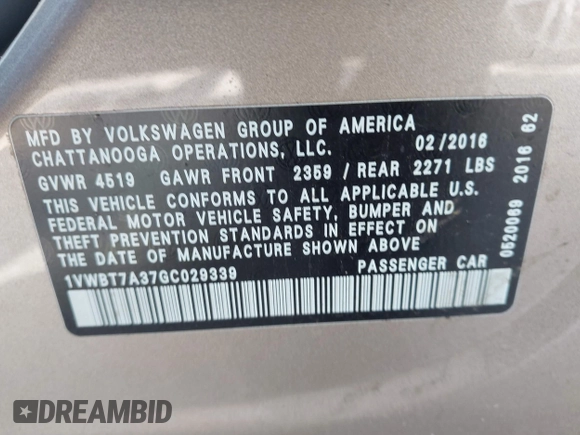 MFD BY VOLKSWAGEN GROUP OF AMERICA
CHATTANOOGA OPERATIONS, LLC. 02/2016
GVWR 4519 GAWR FRONT 2359 / REAR 2271 LBS
THIS VEHICLE CONFORMS TO ALL APPLICABLE U.S.
FEDERAL MOTOR VEHICLE SAFETY, BUMPER AND
THEFT PREVENTION STANDARDS IN EFFECT ON
THE DATE OF MANUFACTURE SHOWN ABOVE
1VWBT7A37GC029339 PASSENGER CAR
0520069 2016 62
DREAMBID